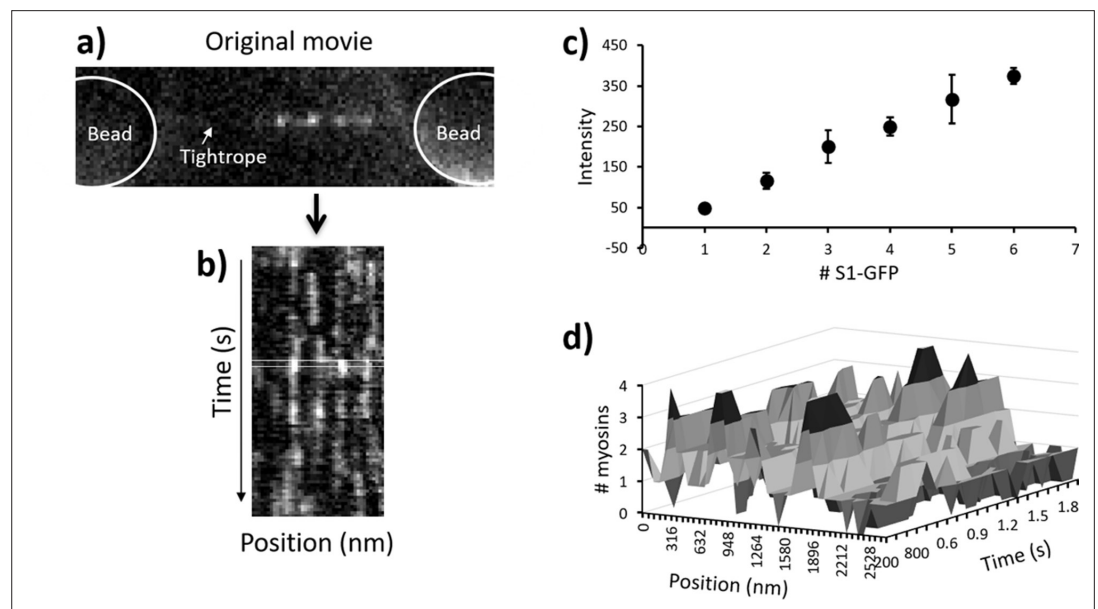 a)
Original movie
Bead
Tightrope
Bead
b)
Time (s)
Position (nm)
c)
450
350
250
150
50
-50
Intensity
0 1 2 3 4 5 6 7
# S1-GFP
d)
4
3
2
1
0
# myosins
0 316 632 948 1264 1580 1896 2212 2528
Position (nm)
200 800 0.6 0.9 1.2 1.5 1.8
Time (s)